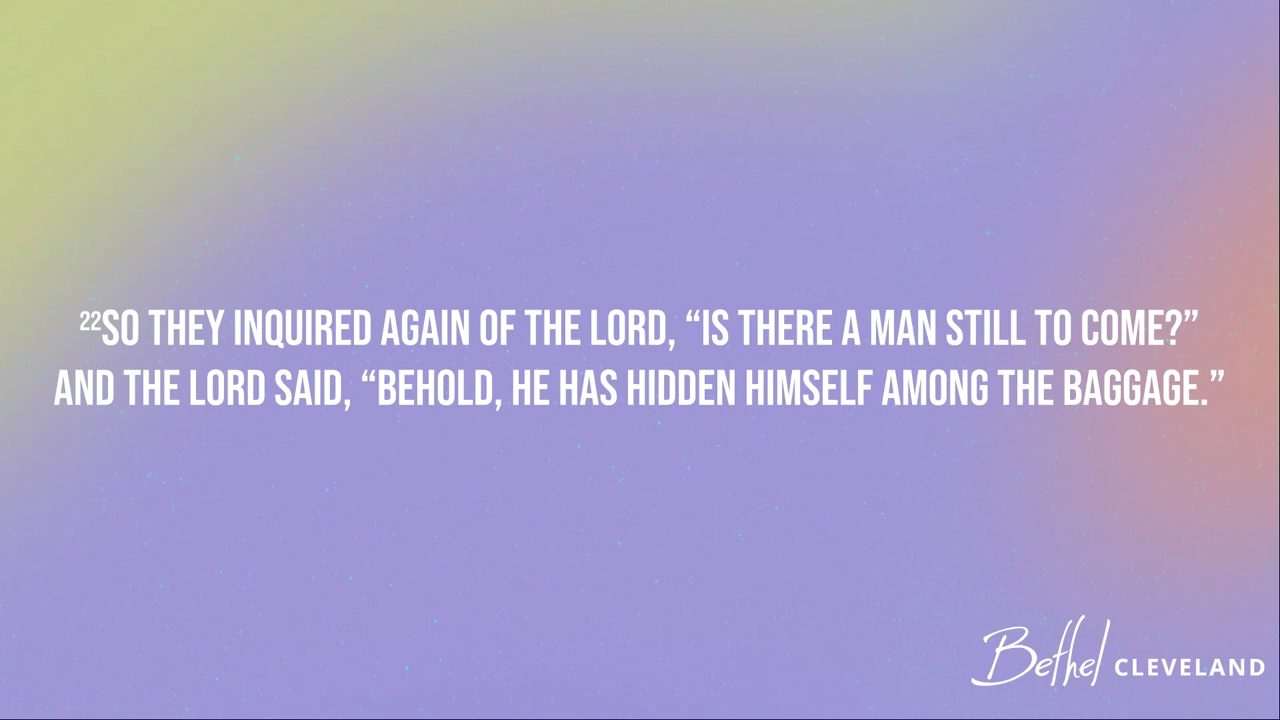 ²²SO THEY INQUIRED AGAIN OF THE LORD, “IS THERE A MAN STILL TO COME?”
AND THE LORD SAID, “BEHOLD, HE HAS HIDDEN HIMSELF AMONG THE BAGGAGE.”
Bethel CLEVELAND